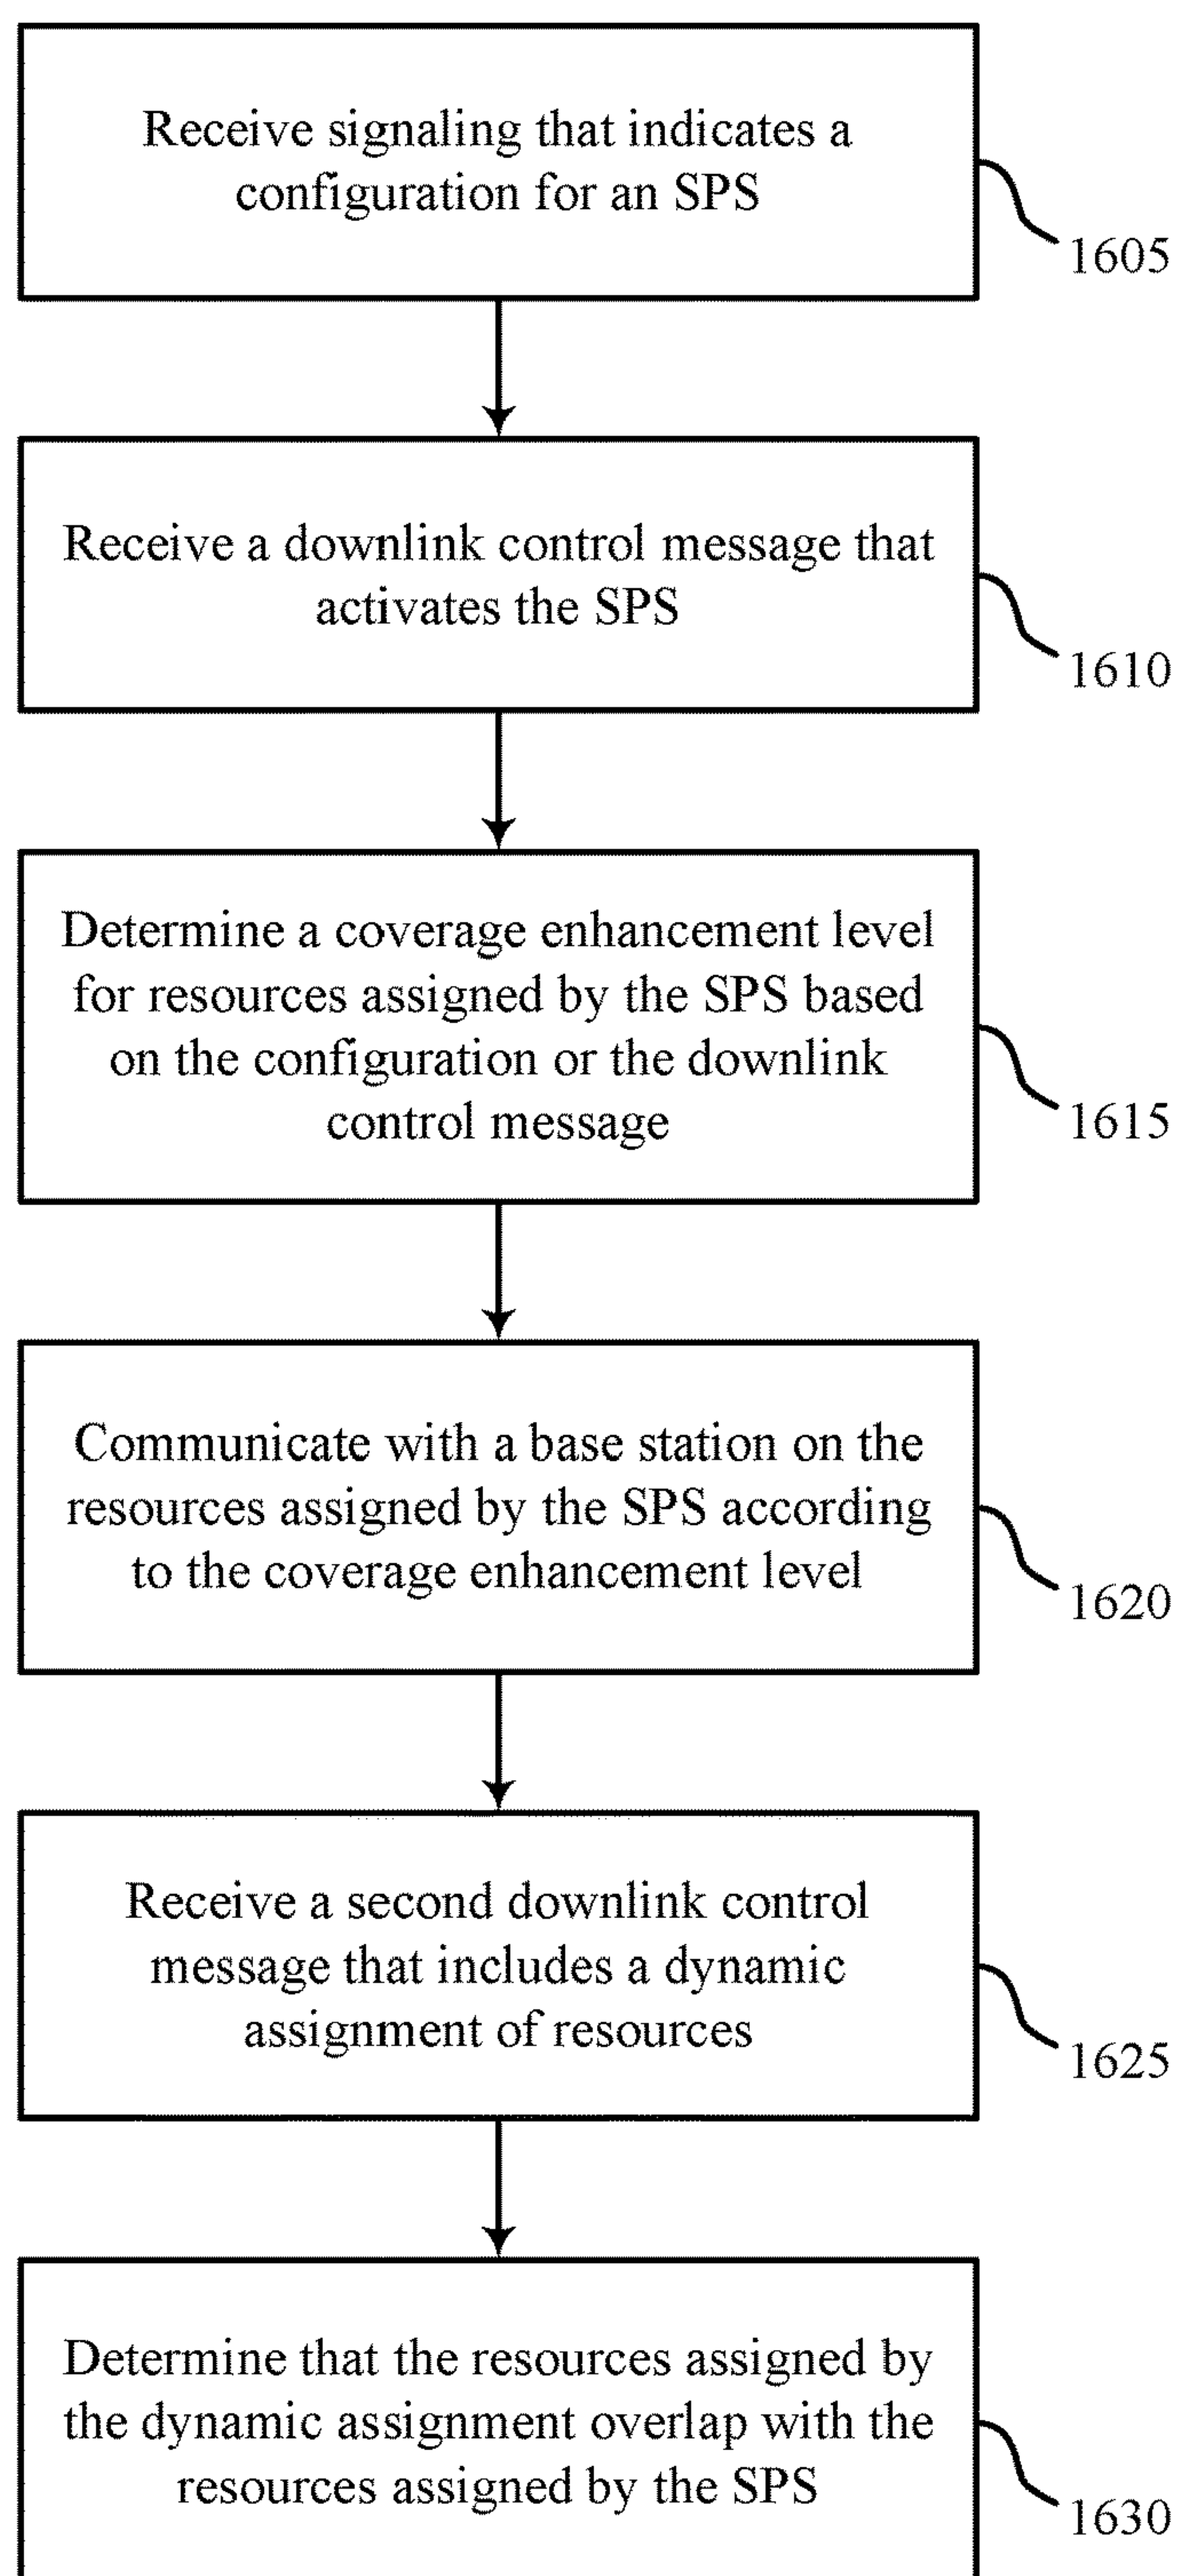 Receive signaling that indicates a
configuration for an SPS
1605
Receive a downlink control message that
activates the SPS
1610
Determine a coverage enhancement level
for resources assigned by the SPS based
on the configuration or the downlink
control message
1615
Communicate with a base station on the
resources assigned by the SPS according
to the coverage enhancement level
1620
Receive a second downlink control
message that includes a dynamic
assignment of resources
1625
Determine that the resources assigned by
the dynamic assignment overlap with the
resources assigned by the SPS
1630